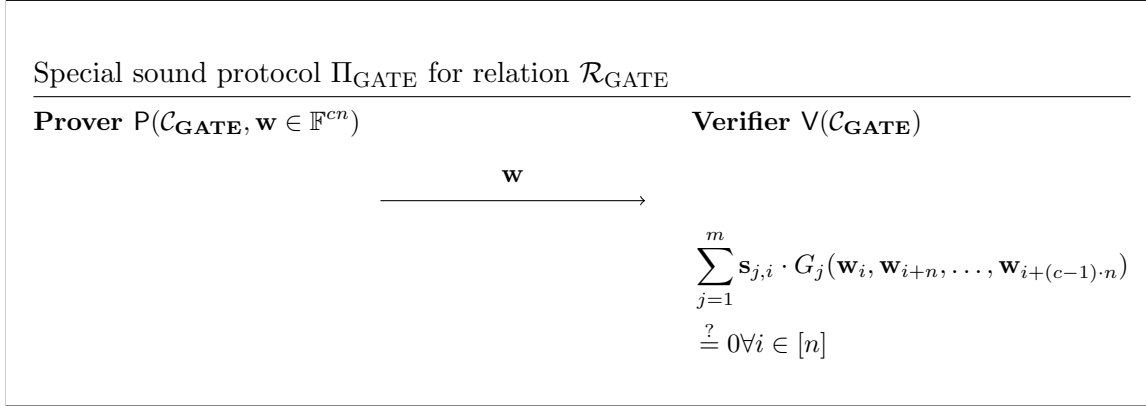 Special sound protocol Π_GATE for relation ℛ_GATE
Prover P(𝒞_GATE, w ∈ 𝔽^{cn}) Verifier V(𝒞_GATE)
w
∑_{j=1}^{m} s_{j,i} · G_j(w_i, w_{i+n}, …, w_{i+(c−1)·n})
≟ 0∀i ∈ [n]